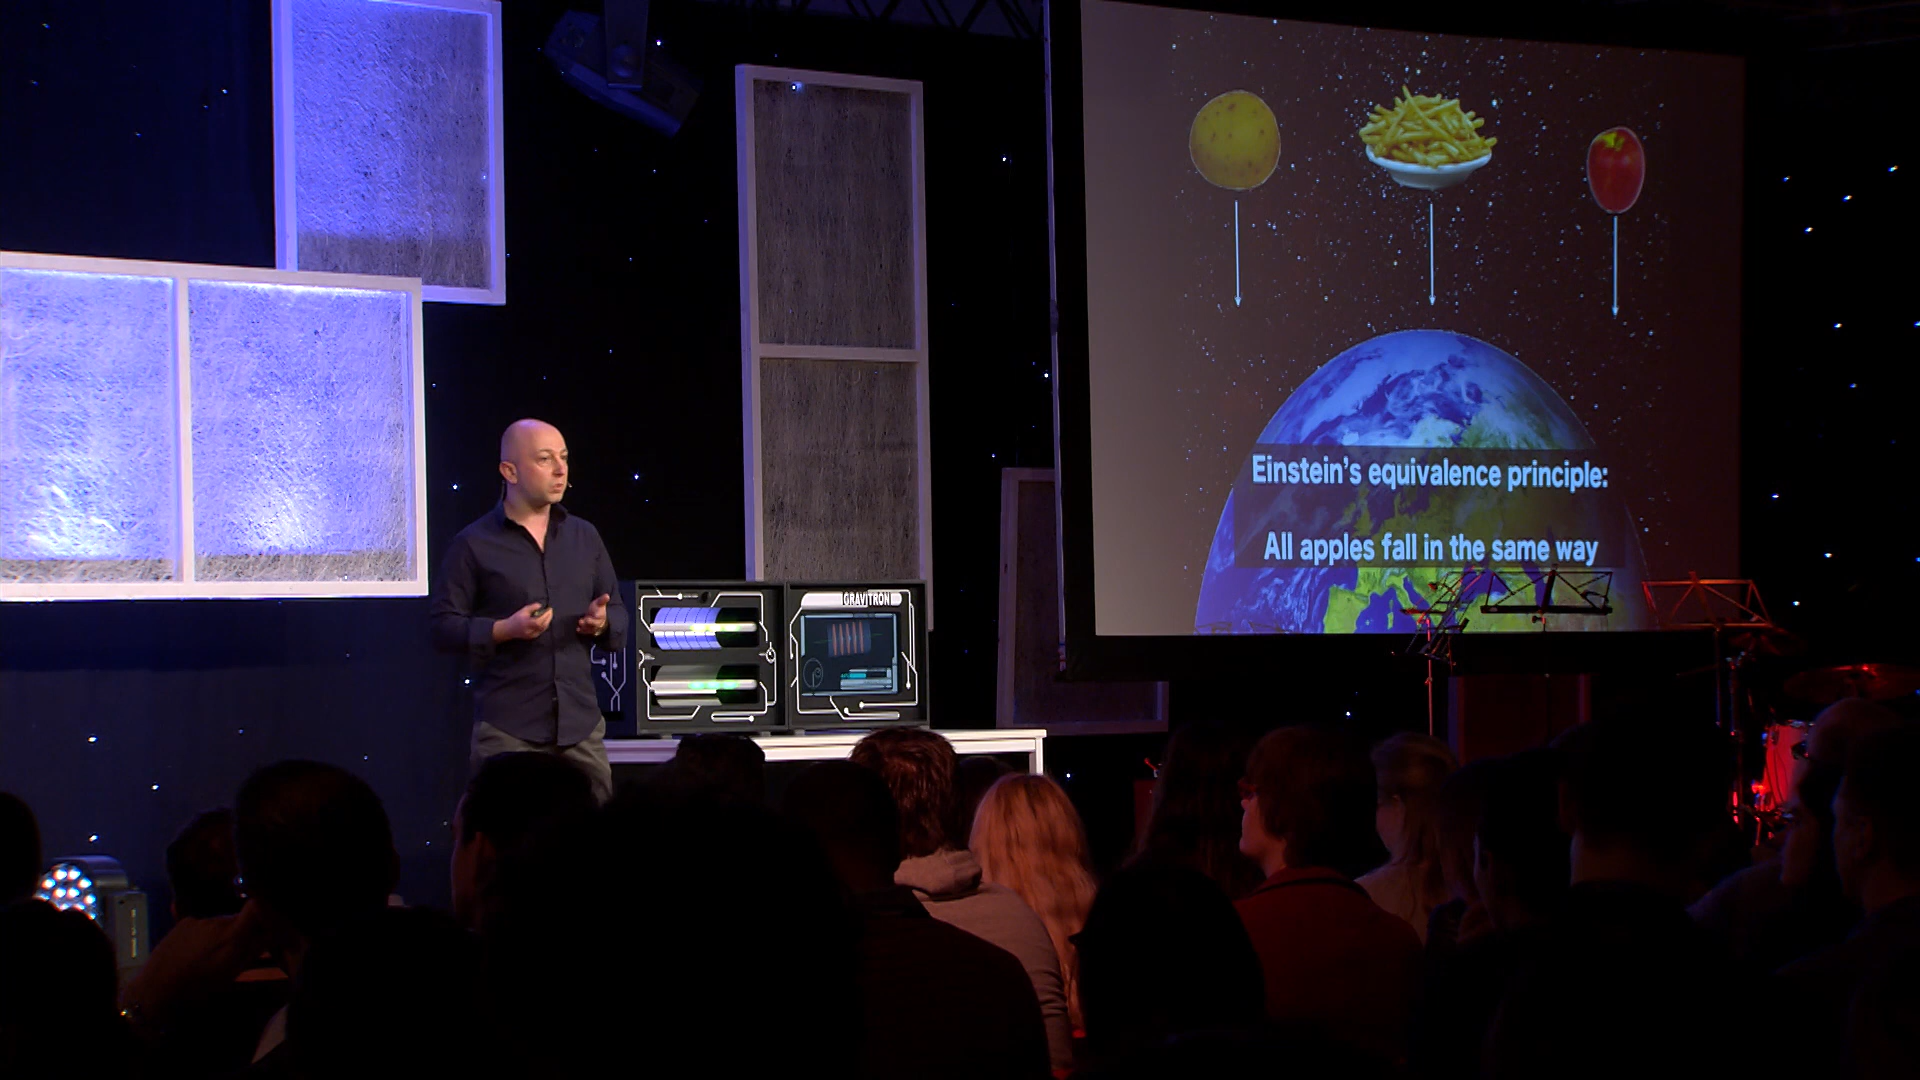 Einstein's equivalence principle:
All apples fall in the same way
GRAVITRON